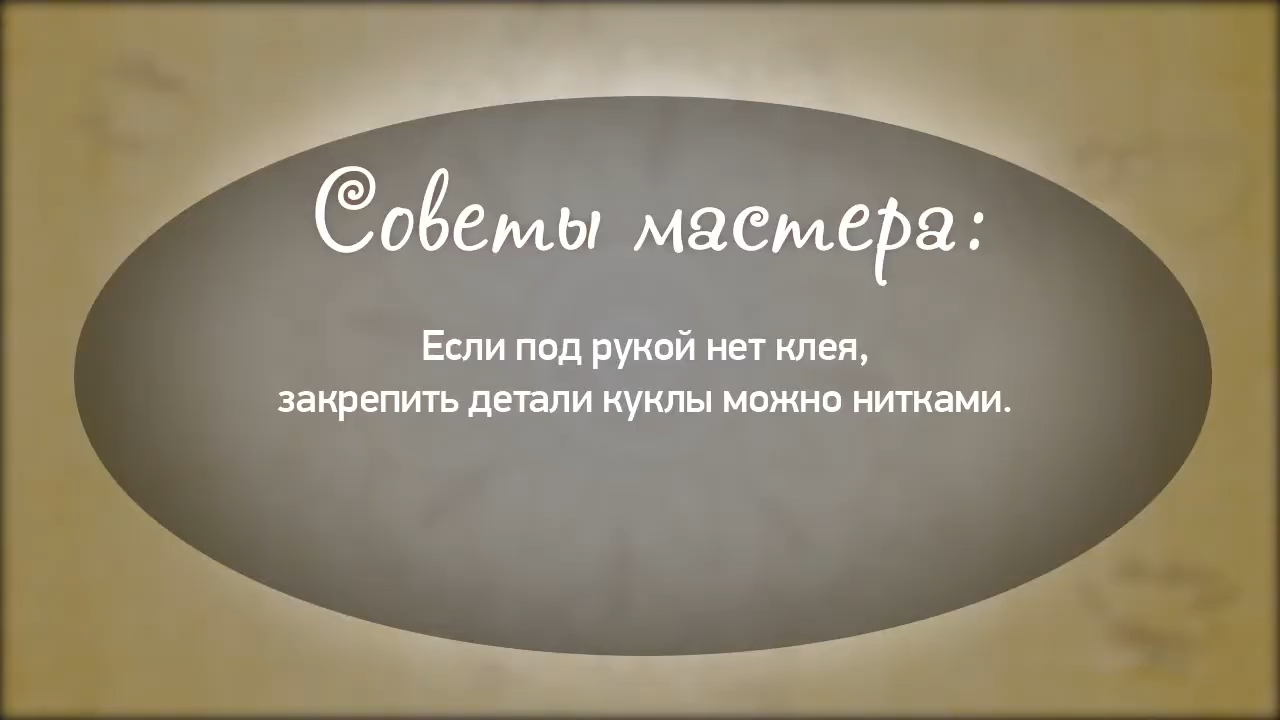 Советы мастера:
Если под рукой нет клея,
закрепить детали куклы можно нитками.